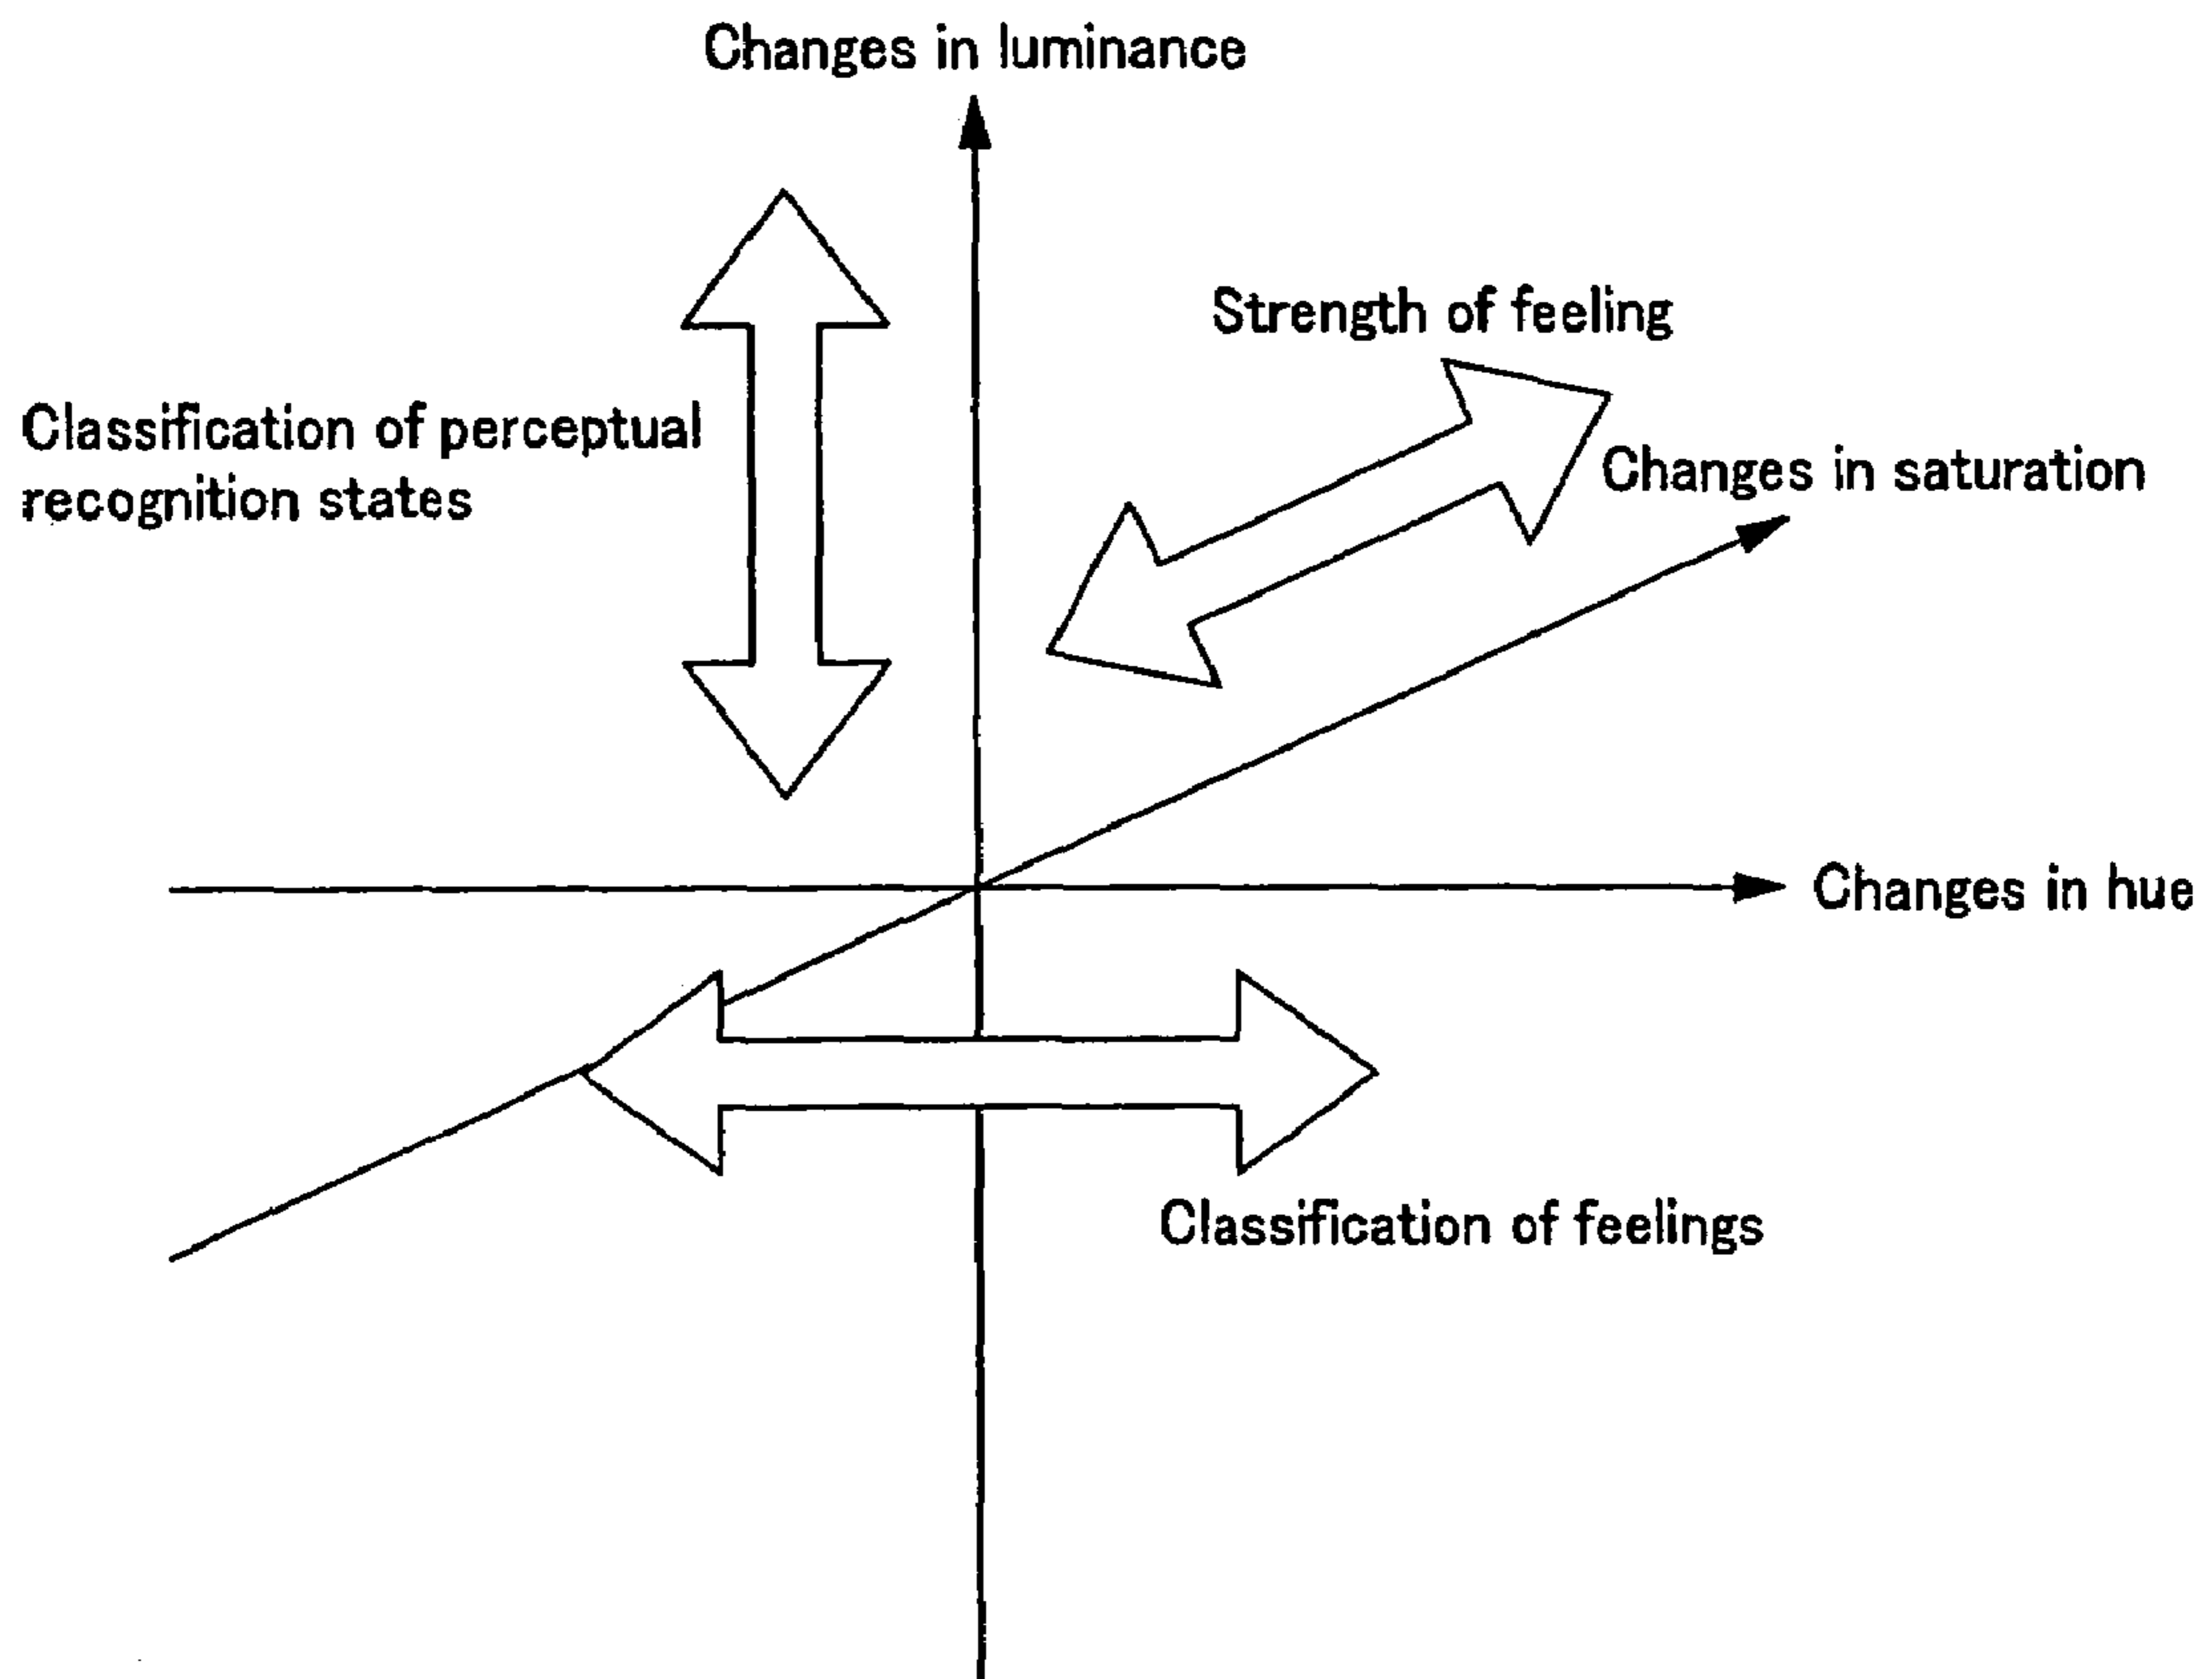 Changes in luminance
Strength of feeling
Classification of perceptual
recognition states
Changes in saturation
Changes in hue
Classification of feelings